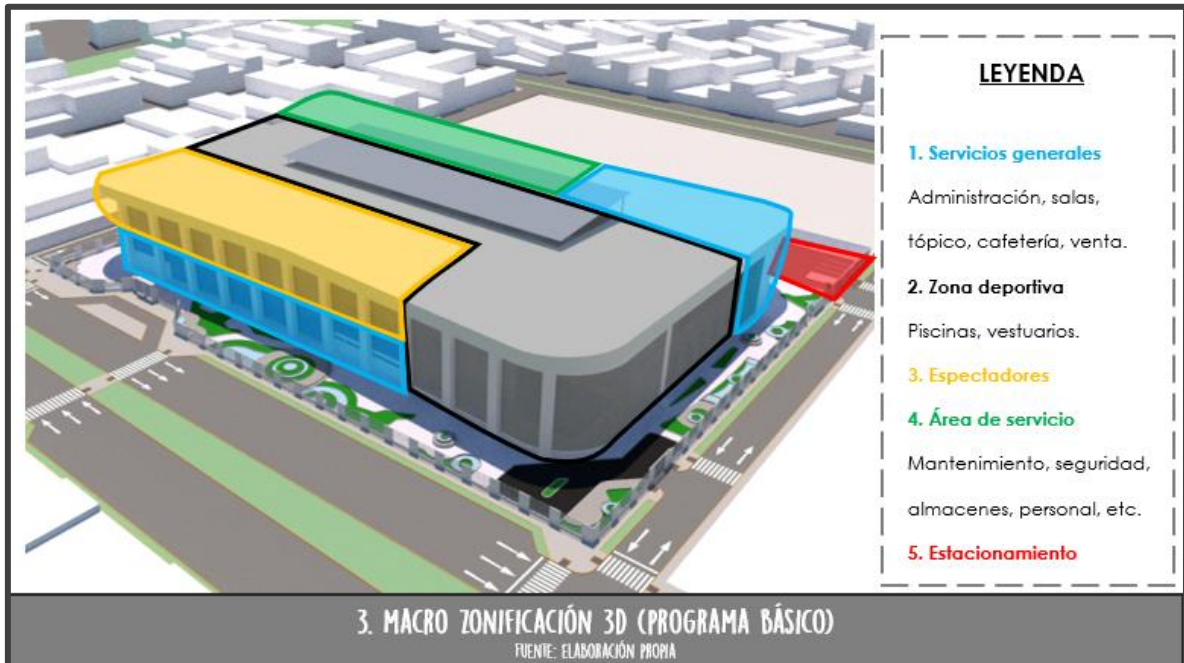 LEYENDA
1. Servicios generales
Administración, salas,
tópico, cafetería, venta.
2. Zona deportiva
Piscinas, vestuarios.
3. Espectadores
4. Área de servicio
Mantenimiento, seguridad,
almacenes, personal, etc.
5. Estacionamiento
3. MACRO ZONIFICACIÓN 3D (PROGRAMA BÁSICO)
FUENTE: ELABORACIÓN PROPIA